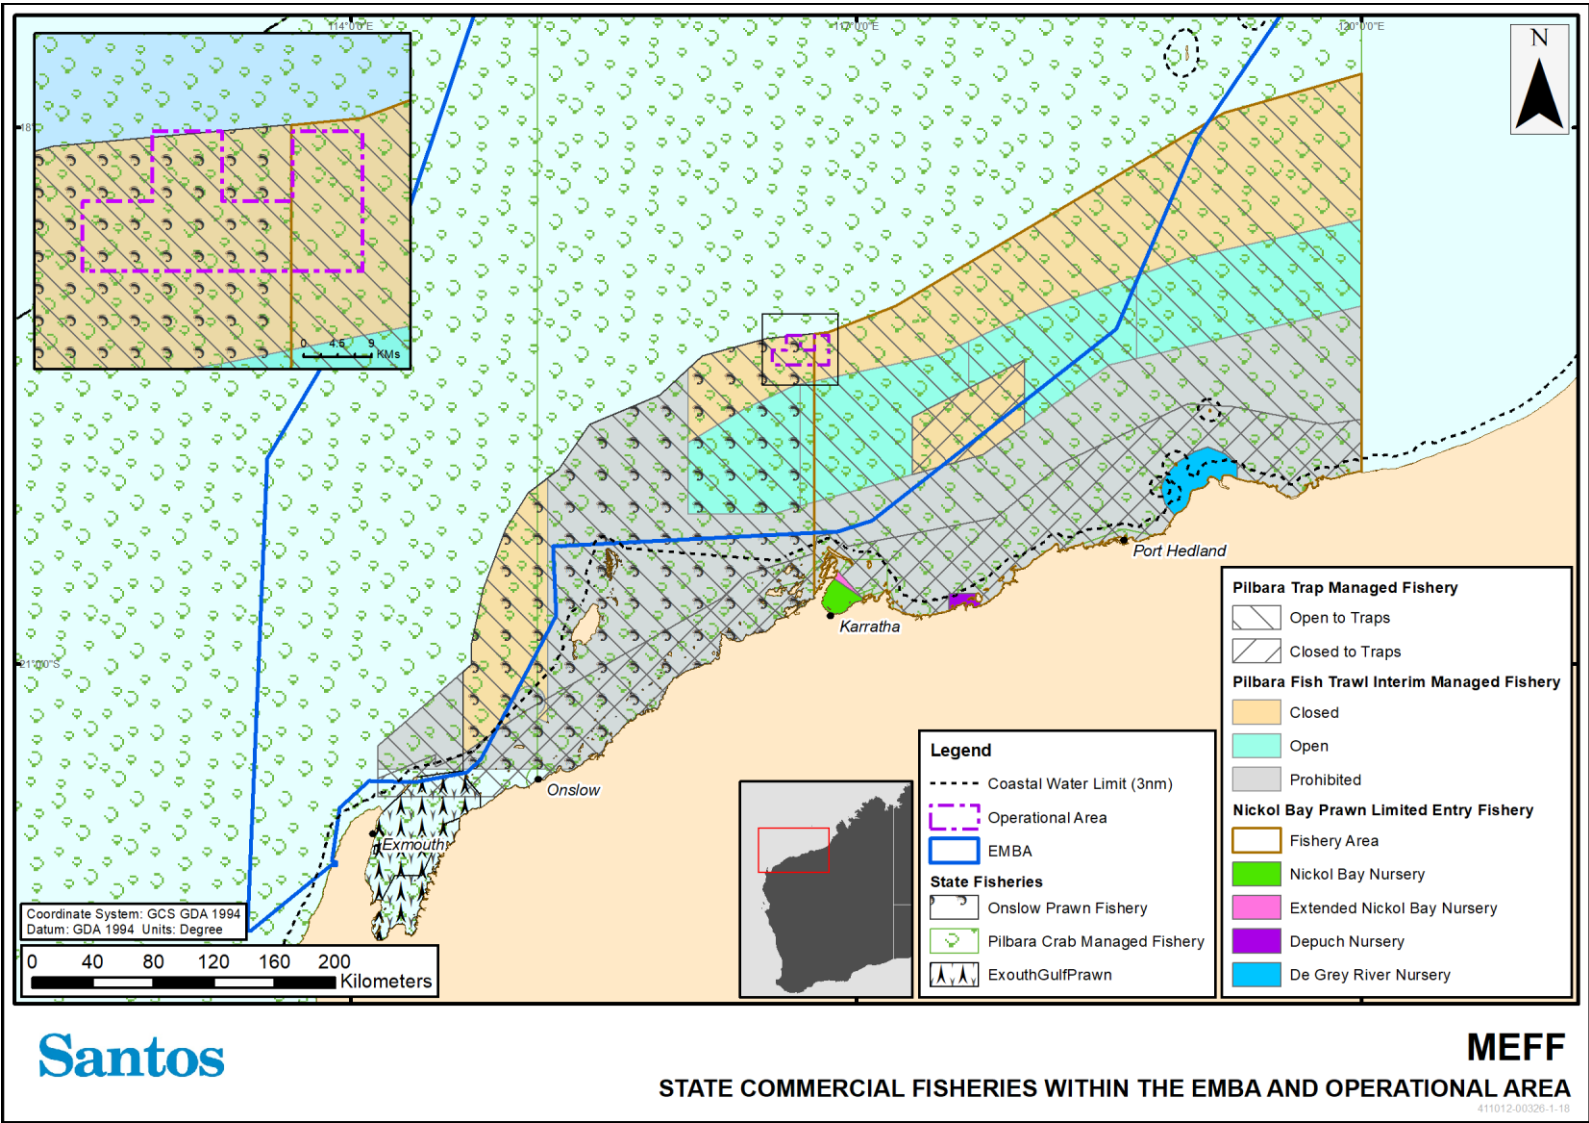 114°0'0"E
117°0'0"E
120°0'0"E
N
18°
0 4.5 9
KMs
Port Hedland
Karratha
21°0'0"S
Onslow
Exmouth
Pilbara Trap Managed Fishery
Open to Traps
Closed to Traps
Pilbara Fish Trawl Interim Managed Fishery
Closed
Open
Prohibited
Nickol Bay Prawn Limited Entry Fishery
Fishery Area
Nickol Bay Nursery
Extended Nickol Bay Nursery
Depuch Nursery
De Grey River Nursery
Legend
Coastal Water Limit (3nm)
Operational Area
EMBA
State Fisheries
Onslow Prawn Fishery
Pilbara Crab Managed Fishery
ExouthGulfPrawn
Coordinate System: GCS GDA 1994
Datum: GDA 1994 Units: Degree
0 40 80 120 160 200
Kilometers
Santos
MEFF
STATE COMMERCIAL FISHERIES WITHIN THE EMBA AND OPERATIONAL AREA
411012-00326-1-18